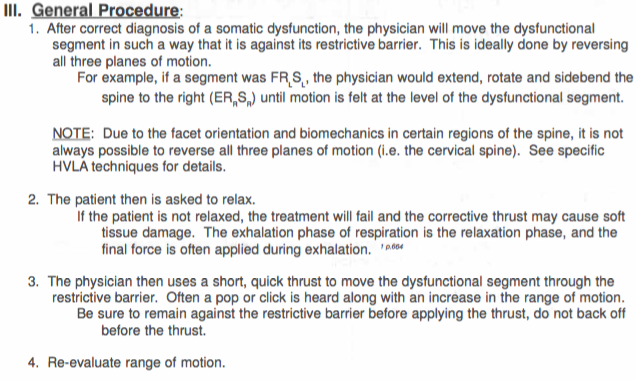 III. General Procedure:
1. After correct diagnosis of a somatic dysfunction, the physician will move the dysfunctional
segment in such a way that it is against its restrictive barrier. This is ideally done by reversing
all three planes of motion.
For example, if a segment was FRLSL, the physician would extend, rotate and sidebend the
spine to the right (ERRSR) until motion is felt at the level of the dysfunctional segment.
NOTE: Due to the facet orientation and biomechanics in certain regions of the spine, it is not
always possible to reverse all three planes of motion (i.e. the cervical spine). See specific
HVLA techniques for details.
2. The patient then is asked to relax.
If the patient is not relaxed, the treatment will fail and the corrective thrust may cause soft
tissue damage. The exhalation phase of respiration is the relaxation phase, and the
final force is often applied during exhalation. 1 p.664
3. The physician then uses a short, quick thrust to move the dysfunctional segment through the
restrictive barrier. Often a pop or click is heard along with an increase in the range of motion.
Be sure to remain against the restrictive barrier before applying the thrust, do not back off
before the thrust.
4. Re-evaluate range of motion.